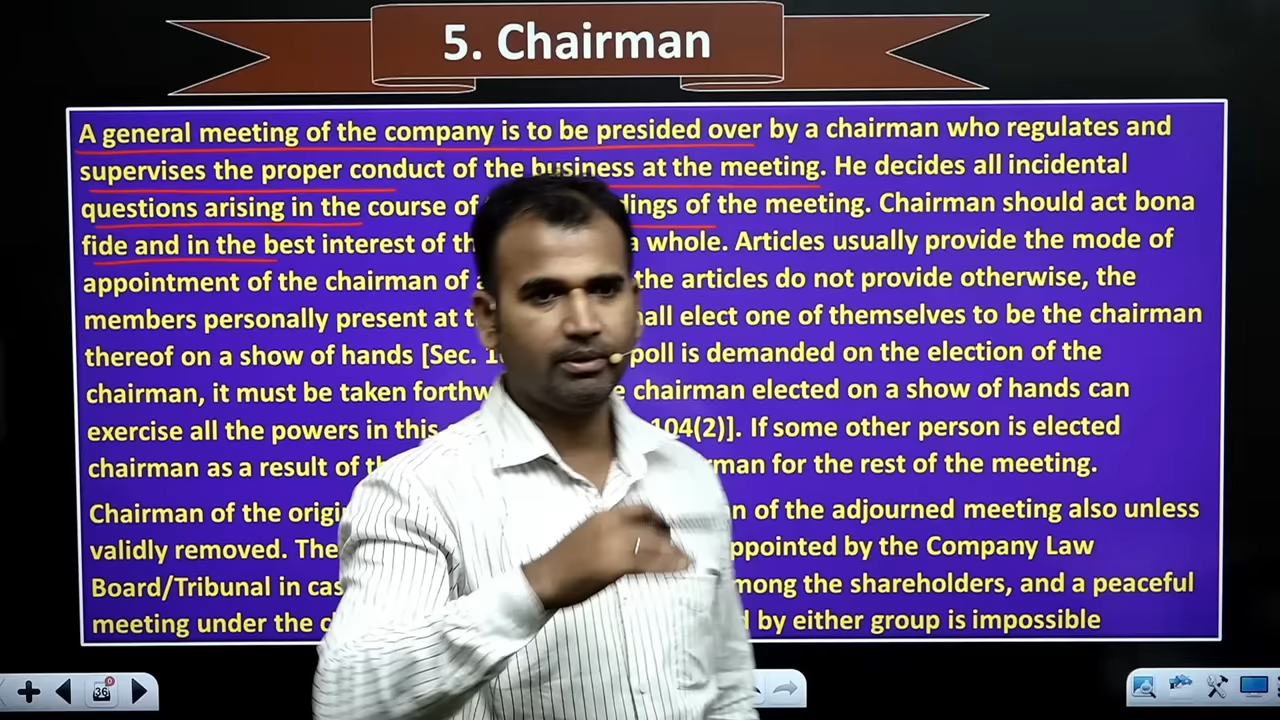 5. Chairman
A general meeting of the company is to be presided over by a chairman who regulates and
supervises the proper conduct of the business at the meeting. He decides all incidental
questions arising in the course of dings of the meeting. Chairman should act bona
fide and in the best interest of th a whole. Articles usually provide the mode of
appointment of the chairman of a the articles do not provide otherwise, the
members personally present at t all elect one of themselves to be the chairman
thereof on a show of hands [Sec. 1 poll is demanded on the election of the
chairman, it must be taken forthw e chairman elected on a show of hands can
exercise all the powers in this 104(2)]. If some other person is elected
chairman as a result of th rman for the rest of the meeting.
Chairman of the origi n of the adjourned meeting also unless
validly removed. The ppointed by the Company Law
Board/Tribunal in cas mong the shareholders, and a peaceful
meeting under the c d by either group is impossible
36